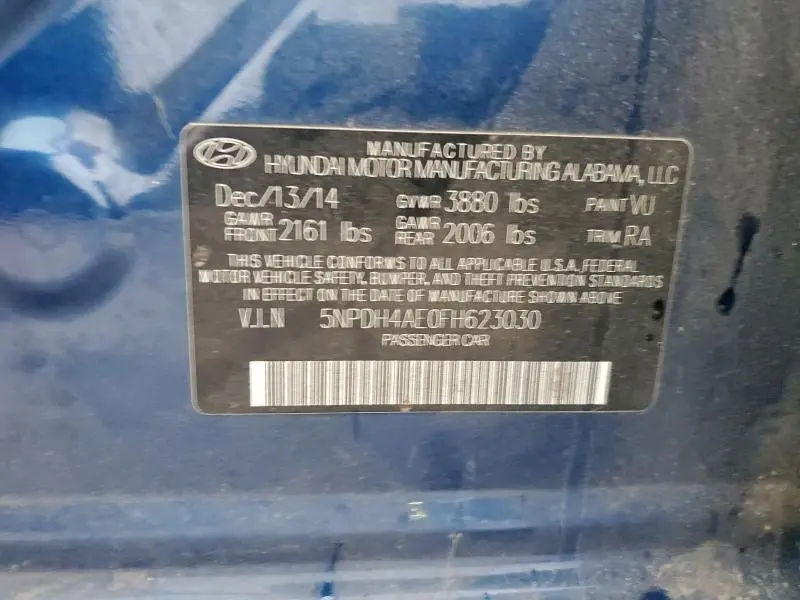 MANUFACTURED BY
HYUNDAI MOTOR MANUFACTURING ALABAMA, LLC
Dec/13/14 GVWR 3880 lbs PAINT VU
GAWR FRONT 2161 lbs GAWR REAR 2006 lbs TRIM RA
THIS VEHICLE CONFORMS TO ALL APPLICABLE U.S.A. FEDERAL
MOTOR VEHICLE SAFETY, BUMPER, AND THEFT PREVENTION STANDARDS
IN EFFECT ON THE DATE OF MANUFACTURE SHOWN ABOVE
V.I.N 5NPDH4AE0FH623030
PASSENGER CAR